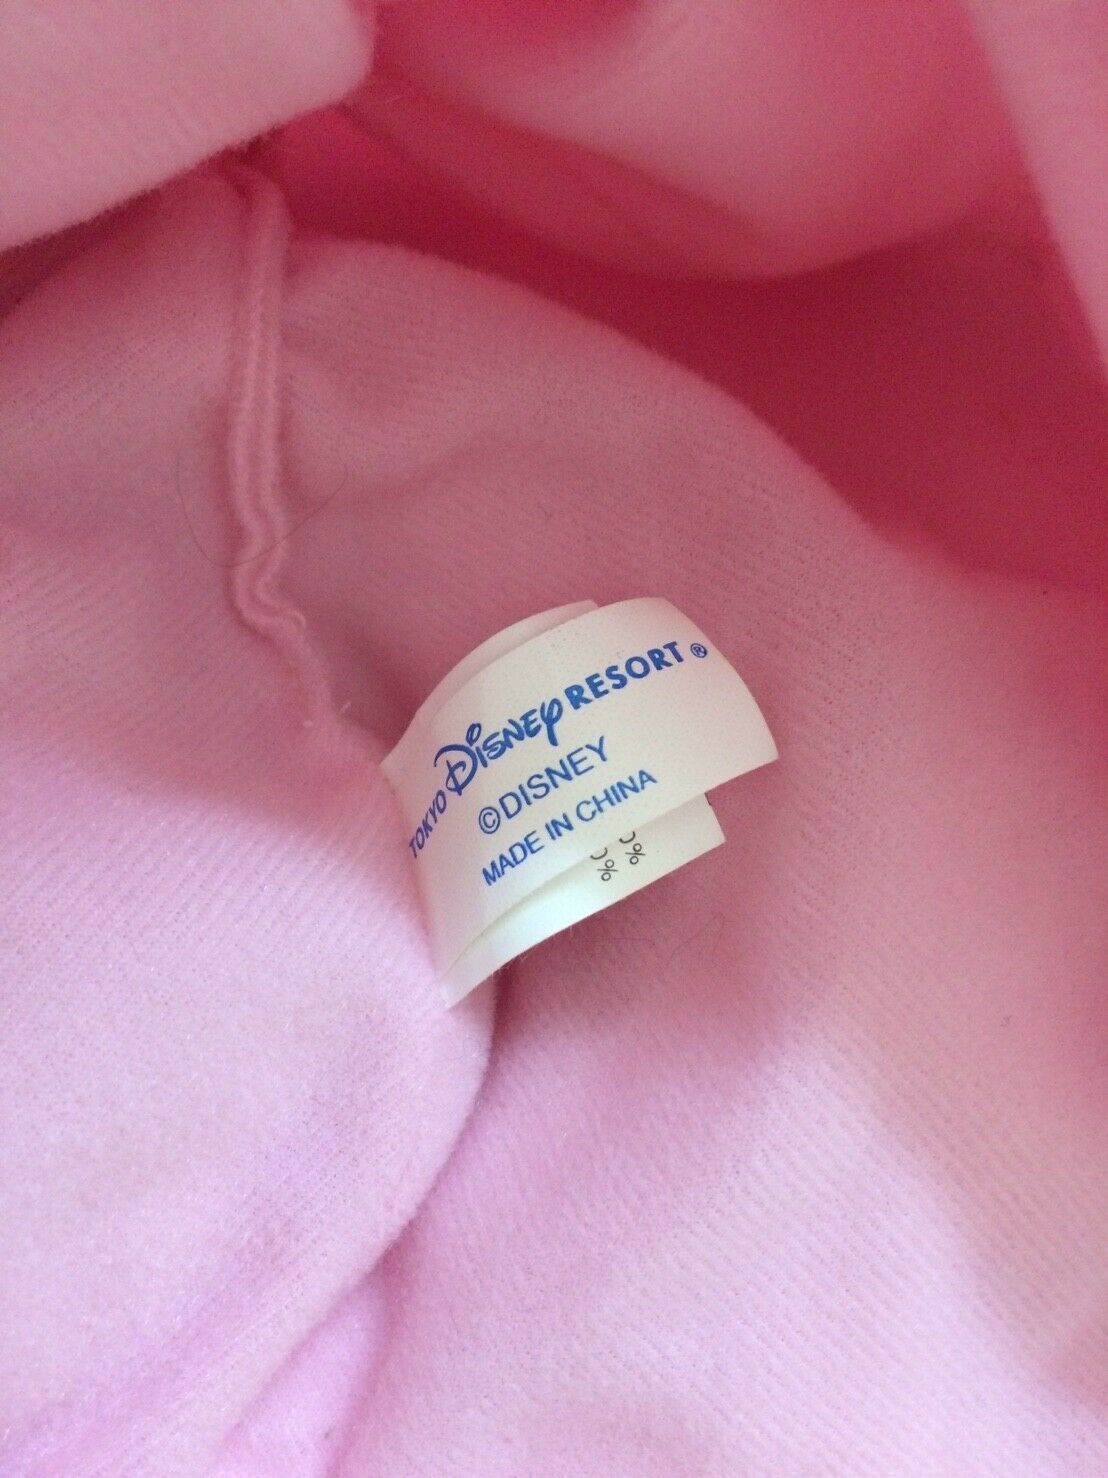 TOKYO DISNEY RESORT®
©DISNEY
MADE IN CHINA
%
%